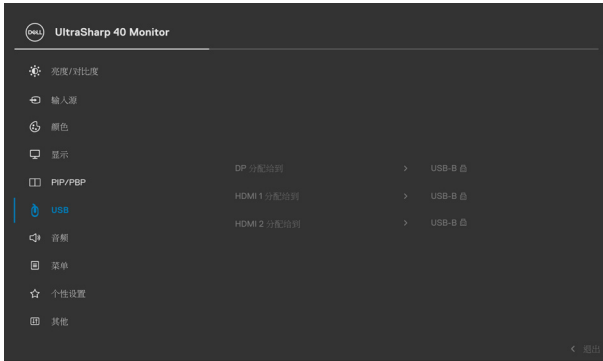 DELL UltraSharp 40 Monitor
亮度/对比度
输入源
颜色
显示
DP 分配给到 USB-B
PIP/PBP
HDMI 1 分配给到 USB-B
USB
HDMI 2 分配给到 USB-B
音频
菜单
个性设置
其他
退出